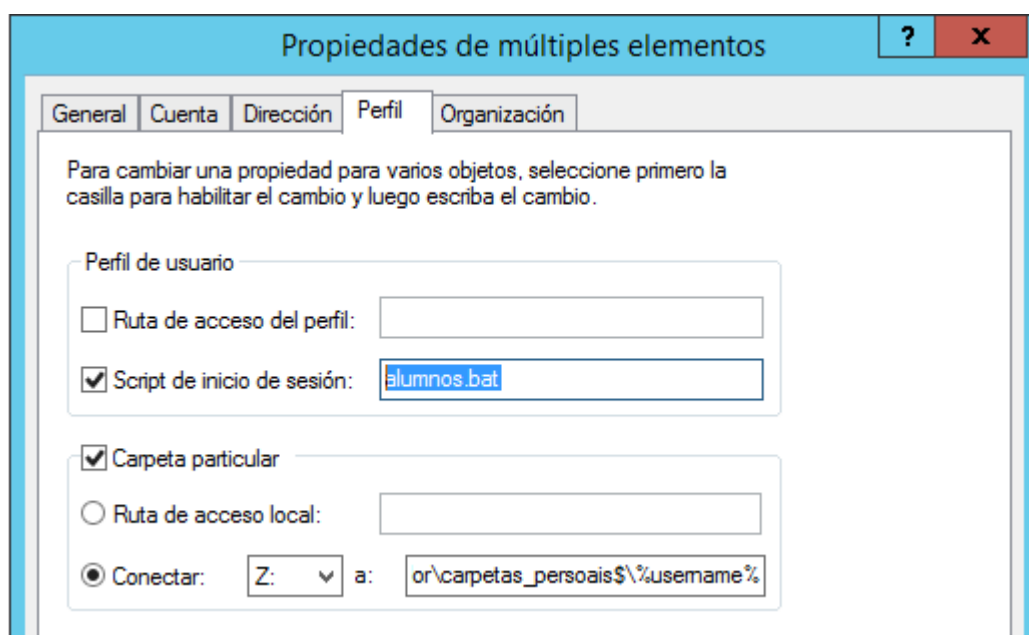 Propiedades de múltiples elementos
? x
General Cuenta Dirección Perfil Organización
Para cambiar una propiedad para varios objetos, seleccione primero la
casilla para habilitar el cambio y luego escriba el cambio.
Perfil de usuario
Ruta de acceso del perfil:
Script de inicio de sesión: alumnos.bat
Carpeta particular
Ruta de acceso local:
Conectar: Z: a: or\carpetas_persoais$\%username%